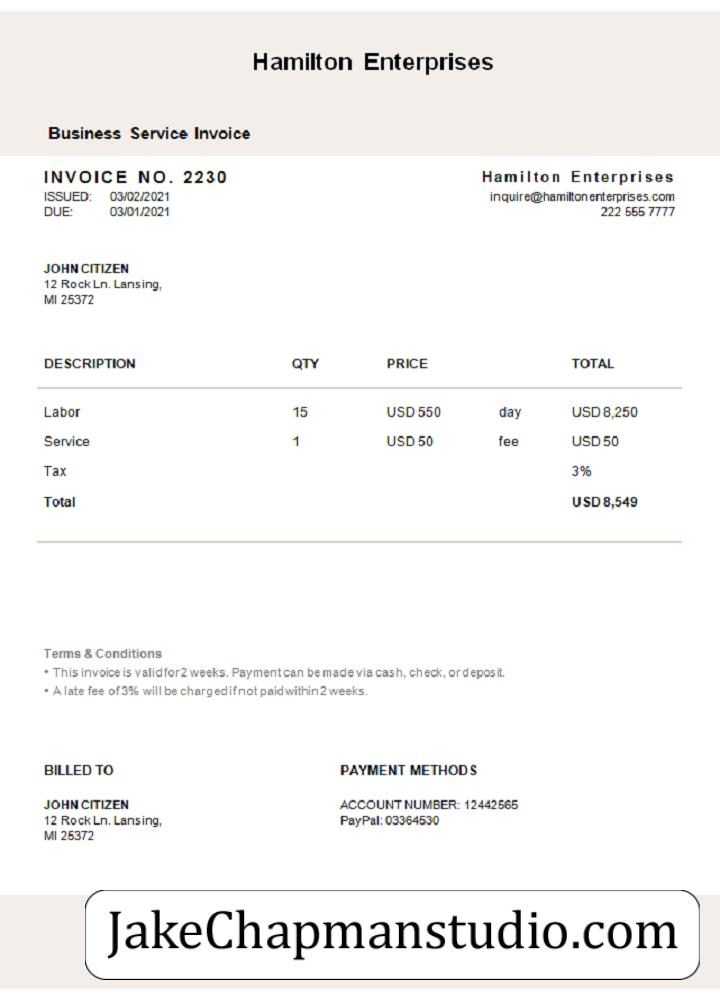 Hamilton Enterprises
Business Service Invoice
INVOICE NO. 2230
ISSUED: 03/02/2021
DUE: 03/01/2021
Hamilton Enterprises
inquire@hamiltonenterprises.com
222 555 7777
JOHN CITIZEN
12 Rock Ln. Lansing,
MI 25372
DESCRIPTION QTY PRICE TOTAL
Labor 15 USD 550 day USD 8,250
Service 1 USD 50 fee USD 50
Tax 3%
Total USD 8,549
Terms & Conditions
• This invoice is valid for 2 weeks. Payment can be made via cash, check, or deposit.
• A late fee of 3% will be charged if not paid within 2 weeks.
BILLED TO
JOHN CITIZEN
12 Rock Ln. Lansing,
MI 25372
PAYMENT METHODS
ACCOUNT NUMBER: 12442565
PayPal: 03364530
JakeChapmanstudio.com